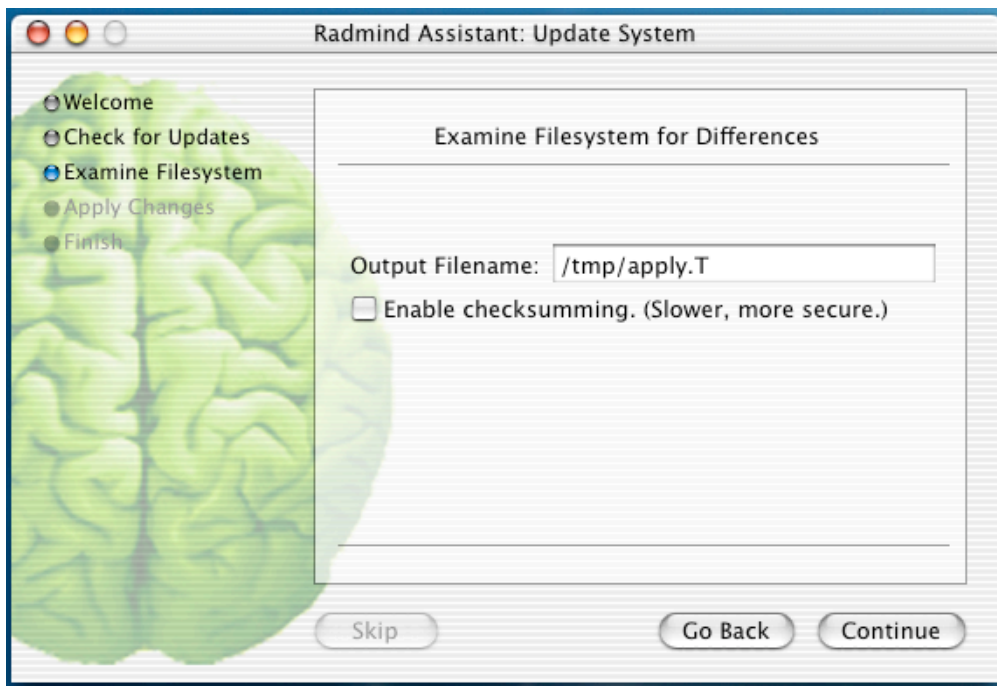 Radmind Assistant: Update System
Welcome
Check for Updates
Examine Filesystem
Apply Changes
Finish
Examine Filesystem for Differences
Output Filename: /tmp/apply.T
Enable checksumming. (Slower, more secure.)
Skip
Go Back
Continue